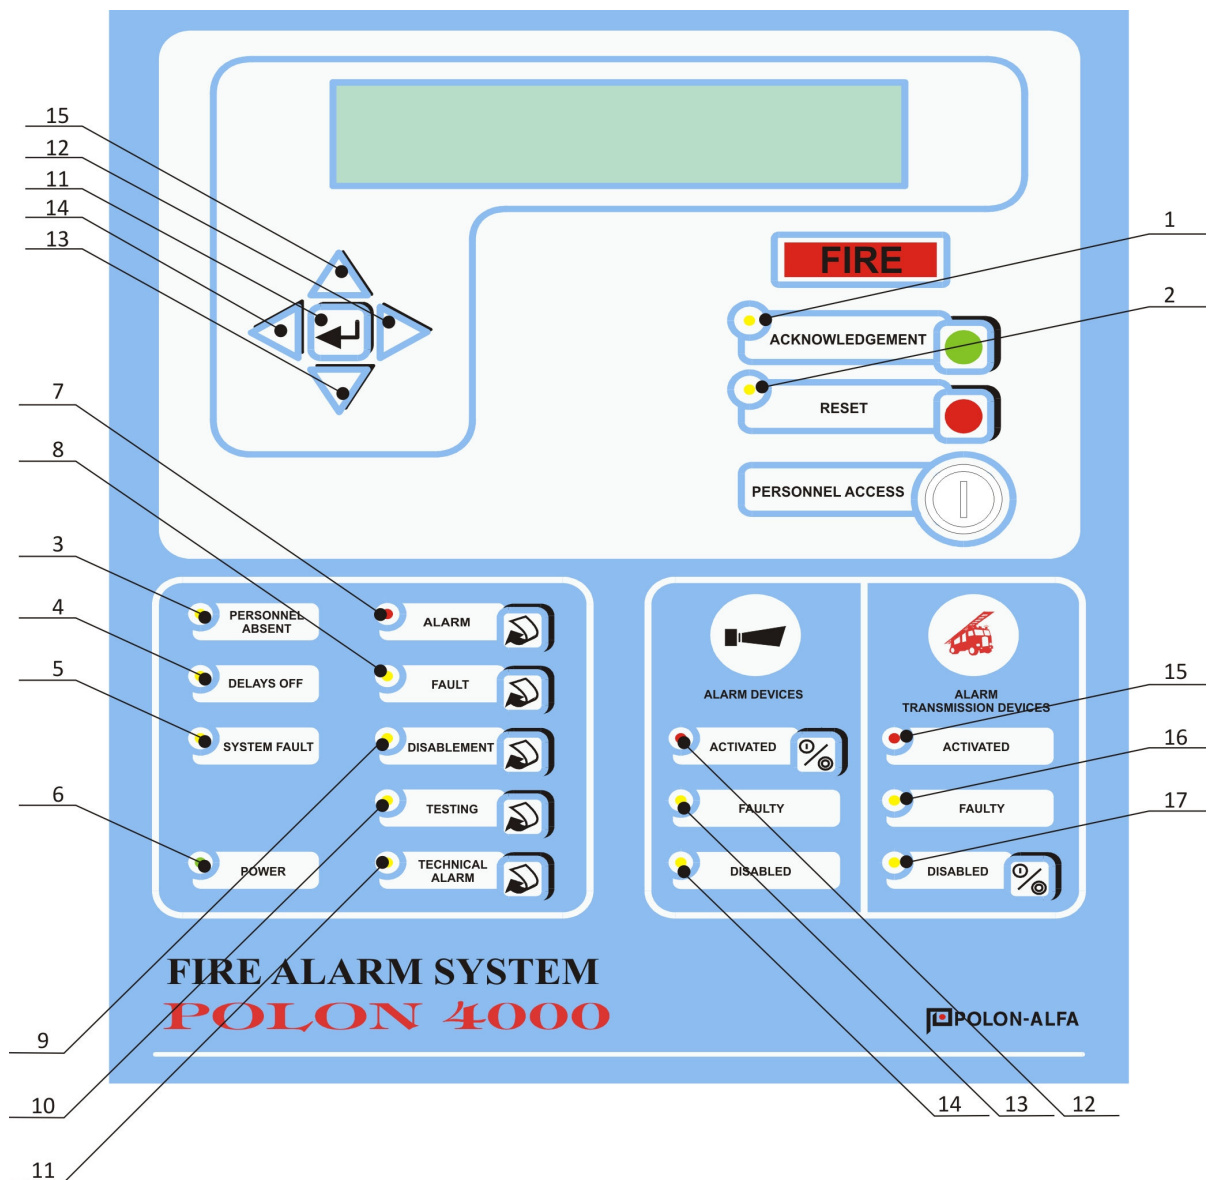 15
12
11
14
13
1
FIRE
2
ACKNOWLEDGEMENT
7
RESET
8
PERSONNEL ACCESS
3
PERSONNEL
ABSENT
ALARM
4
DELAYS OFF
FAULT
ALARM DEVICES
ALARM
TRANSMISSION DEVICES
15
5
SYSTEM FAULT
DISABLEMENT
ACTIVATED
ACTIVATED
16
6
TESTING
FAULTY
FAULTY
17
POWER
TECHNICAL
ALARM
DISABLED
DISABLED
FIRE ALARM SYSTEM
POLON 4000
POLON-ALFA
9
10
14
13
12
11